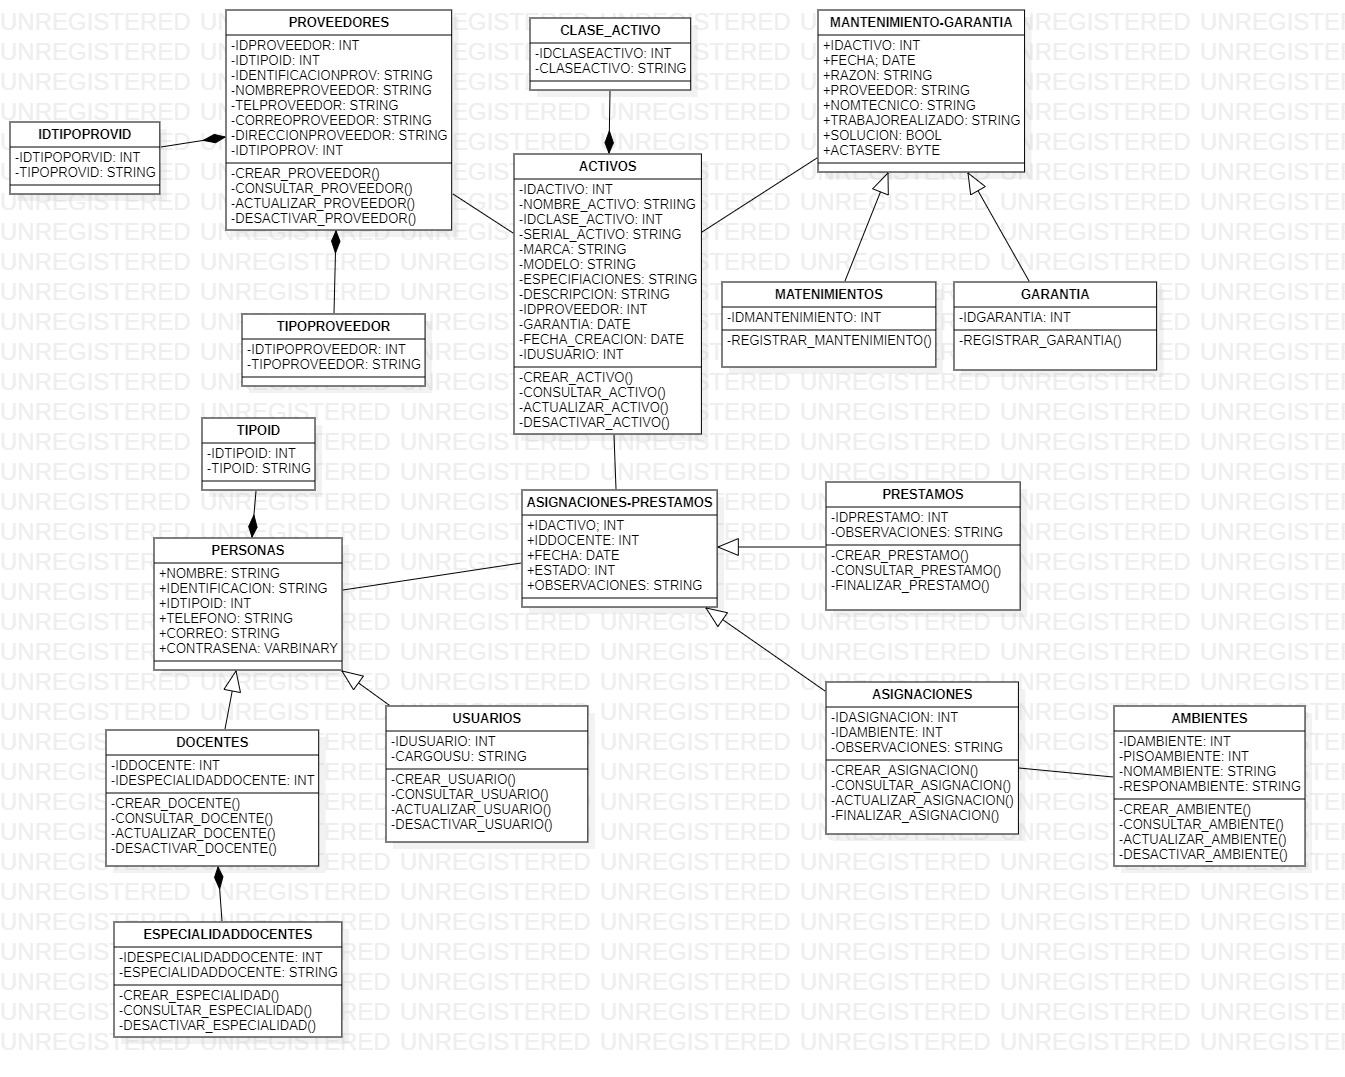 PROVEEDORES
-IDPROVEEDOR: INT
-IDTIPOID: INT
-IDENTIFICACIONPROV: STRING
-NOMBREPROVEEDOR: STRING
-TELPROVEEDOR: STRING
-CORREOPROVEEDOR: STRING
-DIRECCIONPROVEEDOR: STRING
-IDTIPOPROV: INT
-CREAR_PROVEEDOR()
-CONSULTAR_PROVEEDOR()
-ACTUALIZAR_PROVEEDOR()
-DESACTIVAR_PROVEEDOR()
CLASE_ACTIVO
-IDCLASEACTIVO: INT
-CLASEACTIVO: STRING
MANTENIMIENTO-GARANTIA
+IDACTIVO: INT
+FECHA; DATE
+RAZON: STRING
+PROVEEDOR: STRING
+NOMTECNICO: STRING
+TRABAJOREALIZADO: STRING
+SOLUCION: BOOL
+ACTASERV: BYTE
IDTIPOPROVID
-IDTIPOPORVID: INT
-TIPOPROVID: STRING
ACTIVOS
-IDACTIVO: INT
-NOMBRE_ACTIVO: STRIING
-IDCLASE_ACTIVO: INT
-SERIAL_ACTIVO: STRING
-MARCA: STRING
-MODELO: STRING
-ESPECIFIACIONES: STRING
-DESCRIPCION: STRING
-IDPROVEEDOR: INT
-GARANTIA: DATE
-FECHA_CREACION: DATE
-IDUSUARIO: INT
-CREAR_ACTIVO()
-CONSULTAR_ACTIVO()
-ACTUALIZAR_ACTIVO()
-DESACTIVAR_ACTIVO()
MATENIMIENTOS
-IDMANTENIMIENTO: INT
-REGISTRAR_MANTENIMIENTO()
GARANTIA
-IDGARANTIA: INT
-REGISTRAR_GARANTIA()
TIPOPROVEEDOR
-IDTIPOPROVEEDOR: INT
-TIPOPROVEEDOR: STRING
TIPOID
-IDTIPOID: INT
-TIPOID: STRING
ASIGNACIONES-PRESTAMOS
+IDACTIVO; INT
+IDDOCENTE: INT
+FECHA: DATE
+ESTADO: INT
+OBSERVACIONES: STRING
PRESTAMOS
-IDPRESTAMO: INT
-OBSERVACIONES: STRING
-CREAR_PRESTAMO()
-CONSULTAR_PRESTAMO()
-FINALIZAR_PRESTAMO()
PERSONAS
+NOMBRE: STRING
+IDENTIFICACION: STRING
+IDTIPOID: INT
+TELEFONO: STRING
+CORREO: STRING
+CONTRASENA: VARBINARY
ASIGNACIONES
-IDASIGNACION: INT
-IDAMBIENTE: INT
-OBSERVACIONES: STRING
-CREAR_ASIGNACION()
-CONSULTAR_ASIGNACION()
-ACTUALIZAR_ASIGNACION()
-FINALIZAR_ASIGNACION()
AMBIENTES
-IDAMBIENTE: INT
-PISOAMBIENTE: INT
-NOMAMBIENTE: STRING
-RESPONAMBIENTE: STRING
-CREAR_AMBIENTE()
-CONSULTAR_AMBIENTE()
-ACTUALIZAR_AMBIENTE()
-DESACTIVAR_AMBIENTE()
USUARIOS
-IDUSUARIO: INT
-CARGOUSU: STRING
-CREAR_USUARIO()
-CONSULTAR_USUARIO()
-ACTUALIZAR_USUARIO()
-DESACTIVAR_USUARIO()
DOCENTES
-IDDOCENTE: INT
-IDESPECIALIDADDOCENTE: INT
-CREAR_DOCENTE()
-CONSULTAR_DOCENTE()
-ACTUALIZAR_DOCENTE()
-DESACTIVAR_DOCENTE()
ESPECIALIDADDOCENTES
-IDESPECIALIDADDOCENTE: INT
-ESPECIALIDADDOCENTE: STRING
-CREAR_ESPECIALIDAD()
-CONSULTAR_ESPECIALIDAD()
-DESACTIVAR_ESPECIALIDAD()
UNREGISTERED